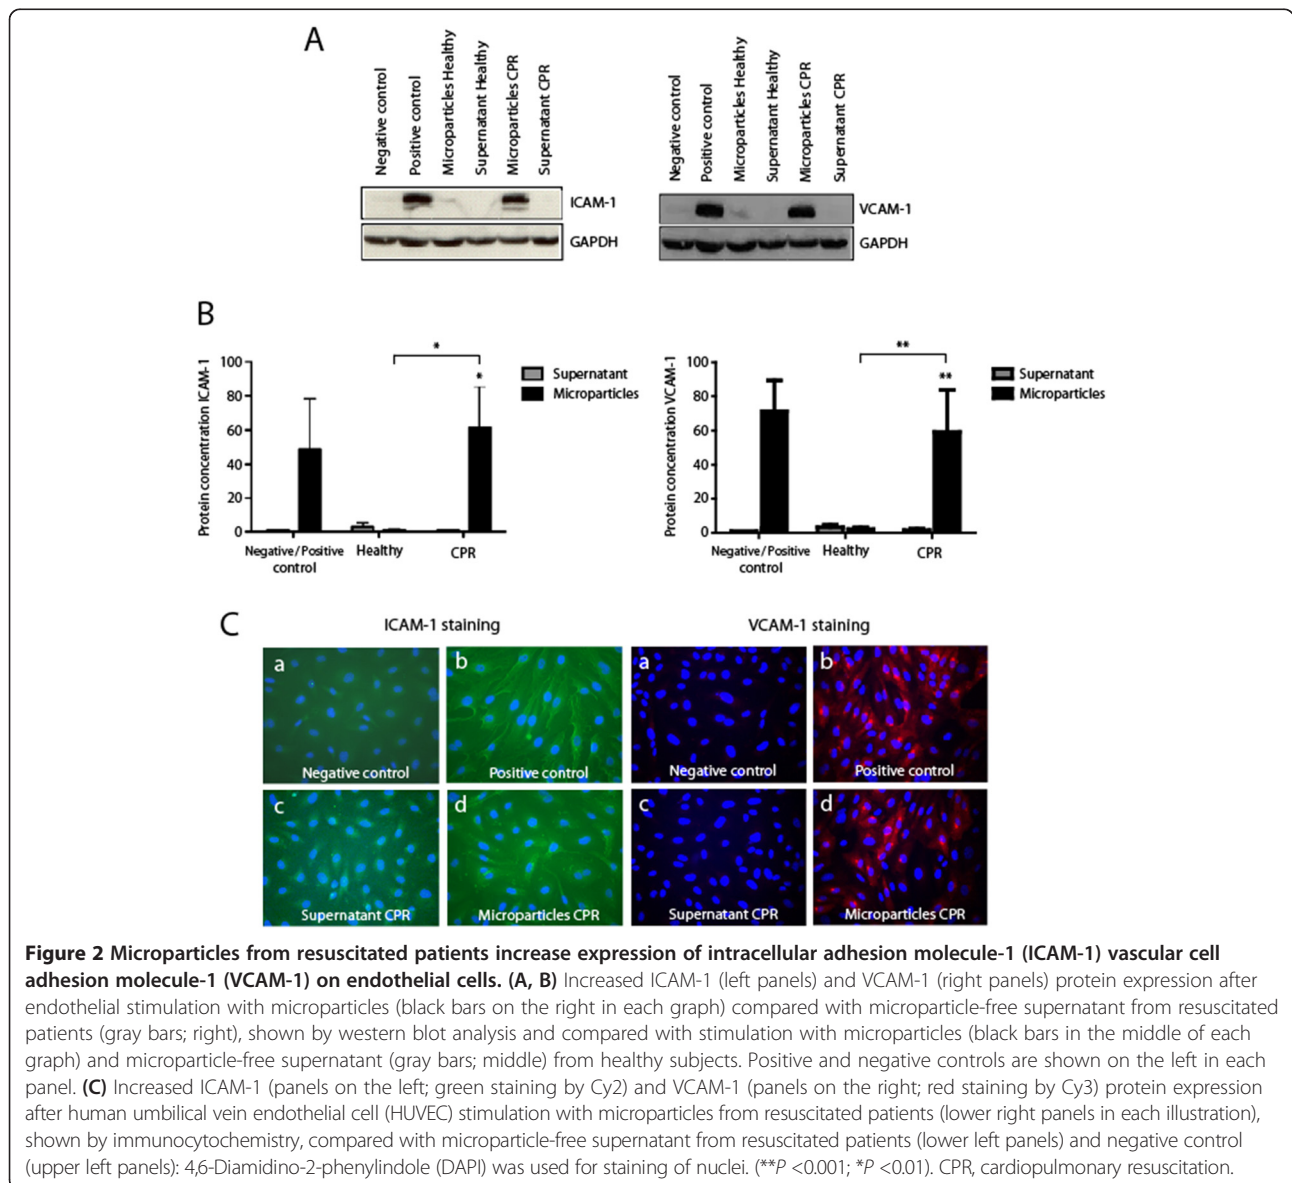 A
Negative control
Positive control
Microparticles Healthy
Supernatant Healthy
Microparticles CPR
Supernatant CPR
ICAM-1
GAPDH
Negative control
Positive control
Microparticles Healthy
Supernatant Healthy
Microparticles CPR
Supernatant CPR
VCAM-1
GAPDH
B
Protein concentration ICAM-1
100
80
60
40
20
0
*
*
Supernatant
Microparticles
Negative/Positive
control
Healthy
CPR
Protein concentration VCAM-1
100
80
60
40
20
0
**
**
Supernatant
Microparticles
Negative/Positive
control
Healthy
CPR
C
ICAM-1 staining
VCAM-1 staining
a
Negative control
b
Positive control
a
Negative control
b
Positive control
c
Supernatant CPR
d
Microparticles CPR
c
Supernatant CPR
d
Microparticles CPR
Figure 2 Microparticles from resuscitated patients increase expression of intracellular adhesion molecule-1 (ICAM-1) vascular cell
adhesion molecule-1 (VCAM-1) on endothelial cells. (A, B) Increased ICAM-1 (left panels) and VCAM-1 (right panels) protein expression after
endothelial stimulation with microparticles (black bars on the right in each graph) compared with microparticle-free supernatant from resuscitated
patients (gray bars; right), shown by western blot analysis and compared with stimulation with microparticles (black bars in the middle of each
graph) and microparticle-free supernatant (gray bars; middle) from healthy subjects. Positive and negative controls are shown on the left in each
panel. (C) Increased ICAM-1 (panels on the left; green staining by Cy2) and VCAM-1 (panels on the right; red staining by Cy3) protein expression
after human umbilical vein endothelial cell (HUVEC) stimulation with microparticles from resuscitated patients (lower right panels in each illustration),
shown by immunocytochemistry, compared with microparticle-free supernatant from resuscitated patients (lower left panels) and negative control
(upper left panels): 4,6-Diamidino-2-phenylindole (DAPI) was used for staining of nuclei. (**P <0.001; *P <0.01). CPR, cardiopulmonary resuscitation.